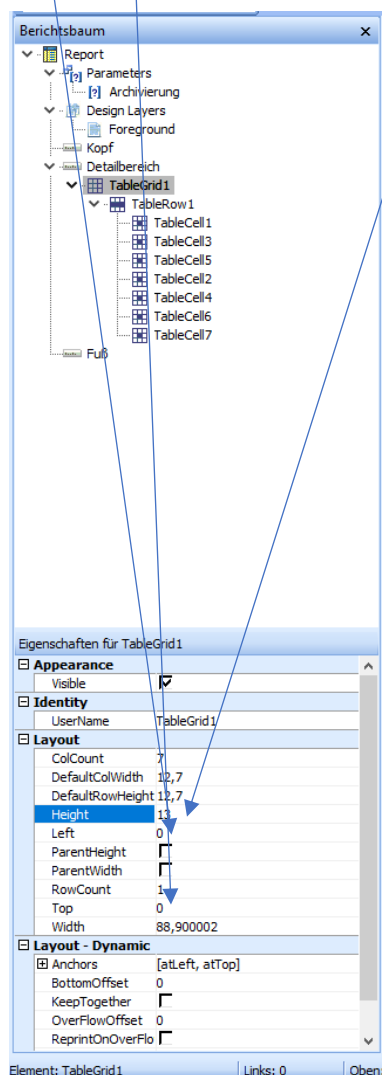 Berichtsbaum
Report
Parameters
Archivierung
Design Layers
Foreground
Kopf
Detailbereich
TableGrid1
TableRow1
TableCell1
TableCell3
TableCell5
TableCell2
TableCell4
TableCell6
TableCell7
Fuß
Eigenschaften für TableGrid1
Appearance
Visible
Identity
UserName TableGrid1
Layout
ColCount 7
DefaultColWidth 12,7
DefaultRowHeight 12,7
Height 13
Left 0
ParentHeight
ParentWidth
RowCount 1
Top 0
Width 88,900002
Layout - Dynamic
Anchors [atLeft, atTop]
BottomOffset 0
KeepTogether
OverFlowOffset 0
ReprintOnOverFlo
Element: TableGrid1 Links: 0 Oben: